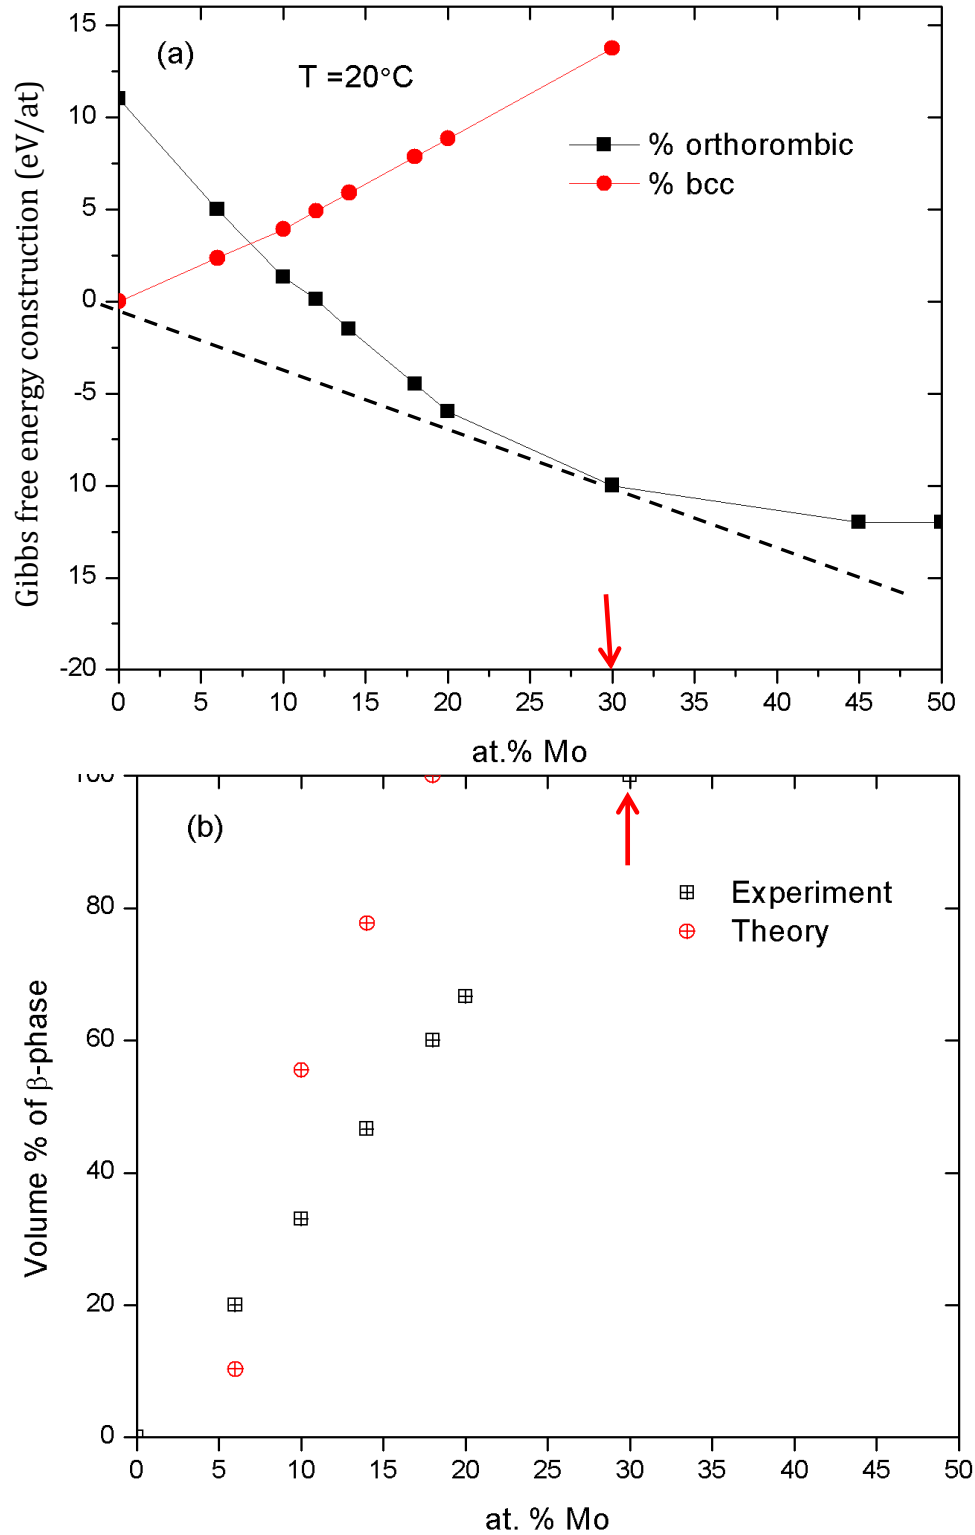 (a)
T =20°C
% orthorombic
% bcc
Gibbs free energy construction (eV/at)
15
10
5
0
-5
10
15
-20
0 5 10 15 20 25 30 35 40 45 50
at.% Mo
(b)
Experiment
Theory
Volume % of β-phase
100
80
60
40
20
0
0 5 10 15 20 25 30 35 40 45 50
at. % Mo